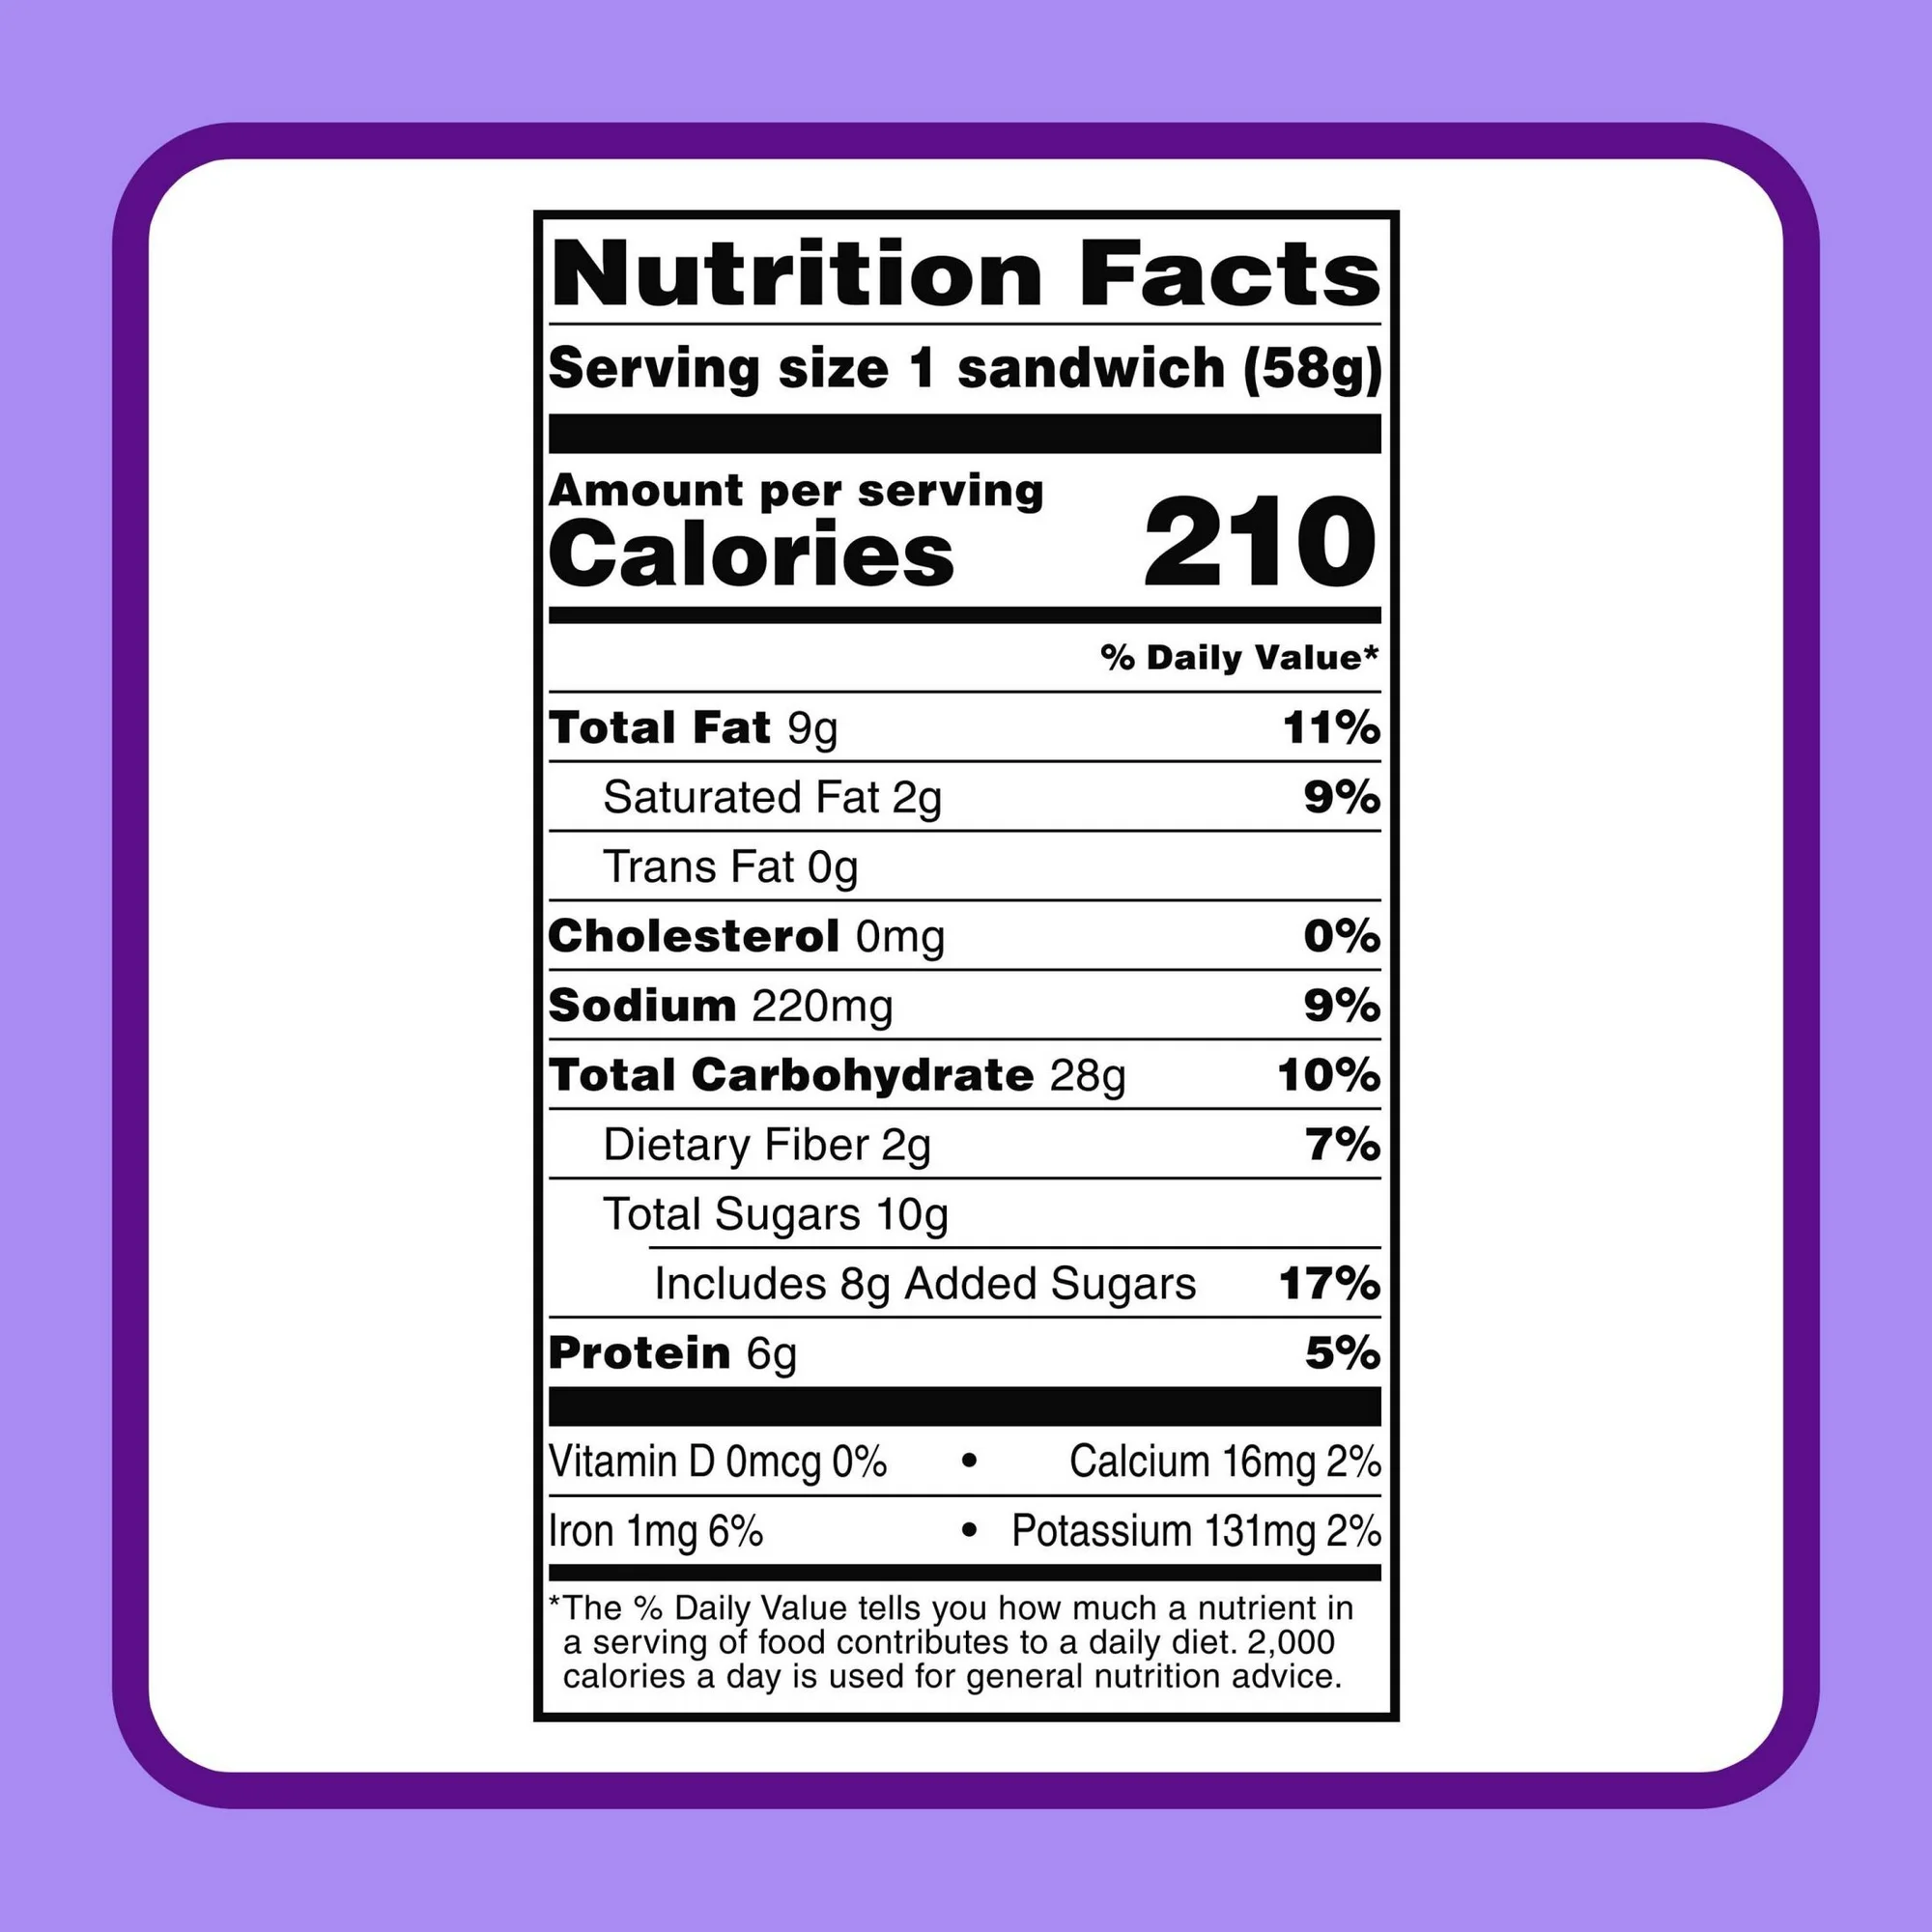 Nutrition Facts
Serving size 1 sandwich (58g)
Amount per serving
Calories 210
% Daily Value*
Total Fat 9g 11%
Saturated Fat 2g 9%
Trans Fat 0g
Cholesterol 0mg 0%
Sodium 220mg 9%
Total Carbohydrate 28g 10%
Dietary Fiber 2g 7%
Total Sugars 10g
Includes 8g Added Sugars 17%
Protein 6g 5%
Vitamin D 0mcg 0% • Calcium 16mg 2%
Iron 1mg 6% • Potassium 131mg 2%
*The % Daily Value tells you how much a nutrient in
a serving of food contributes to a daily diet. 2,000
calories a day is used for general nutrition advice.